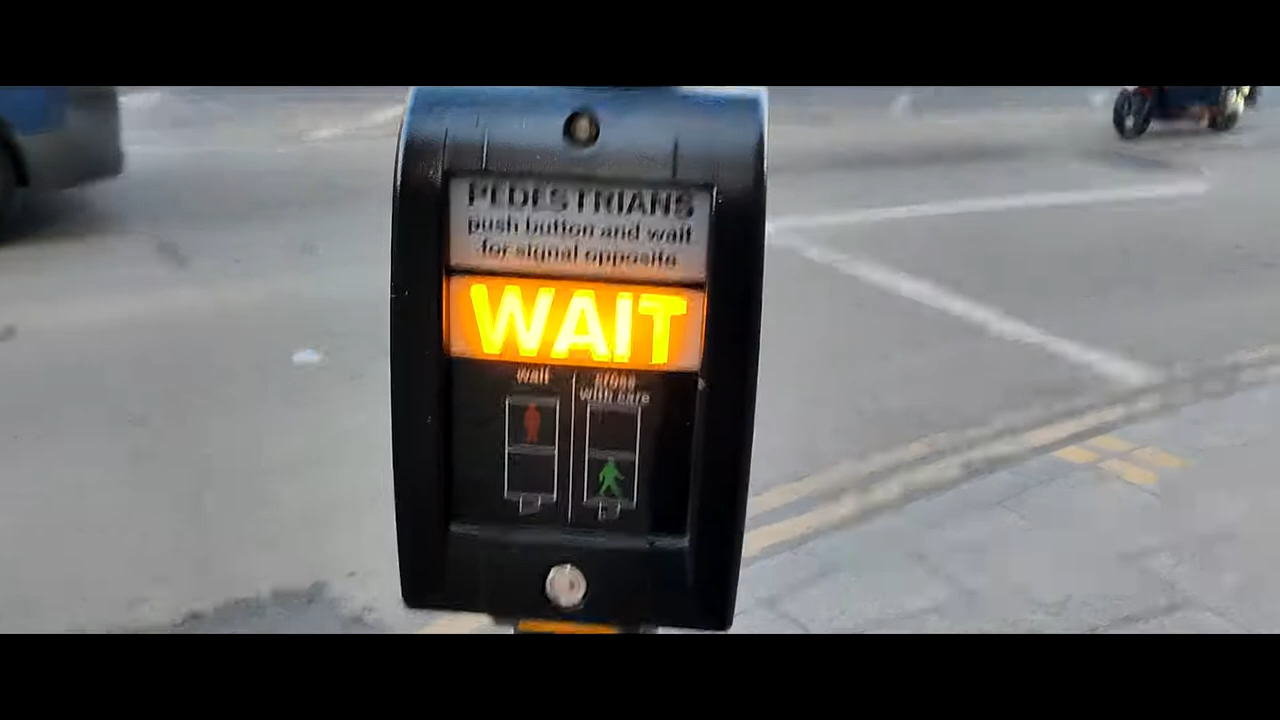 PEDESTRIANS
push button and wait
for signal opposite
WAIT
wait
cross
with care